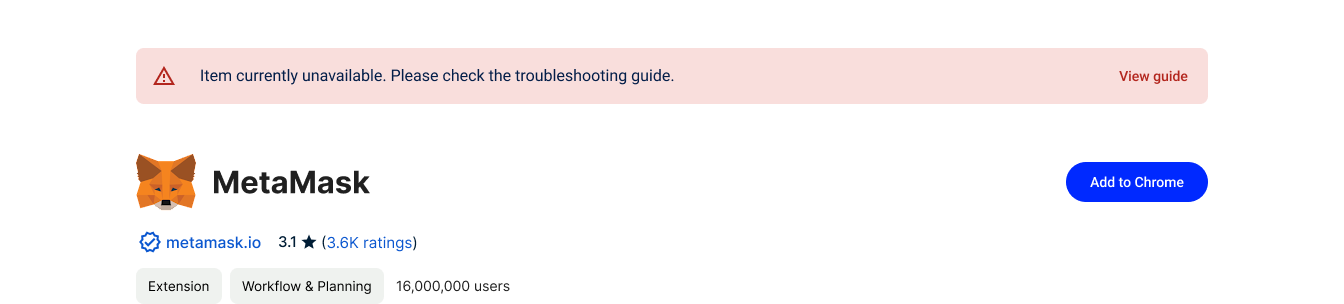 Item currently unavailable. Please check the troubleshooting guide. View guide
MetaMask Add to Chrome
metamask.io 3.1 ★ (3.6K ratings)
Extension Workflow & Planning 16,000,000 users